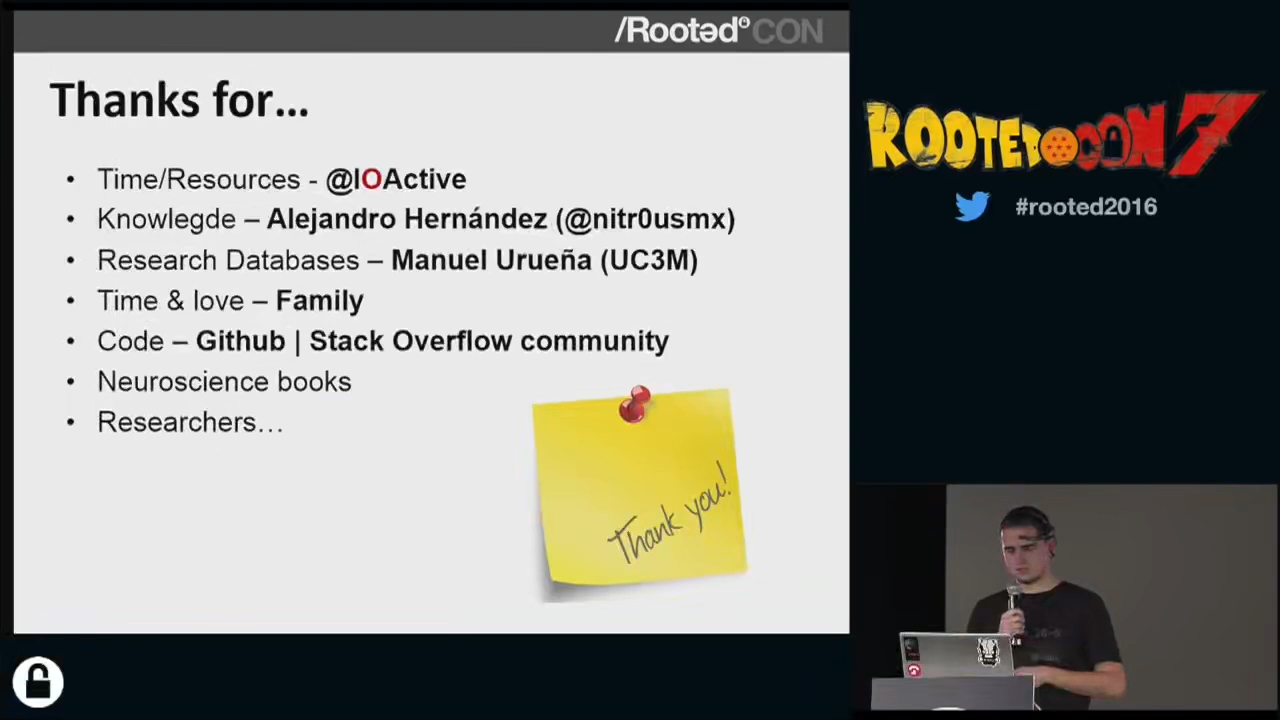 /Rootəd CON
Thanks for...
• Time/Resources - @IOActive
• Knowlegde – Alejandro Hernández (@nitr0usmx)
• Research Databases – Manuel Urueña (UC3M)
• Time & love – Family
• Code – Github | Stack Overflow community
• Neuroscience books
• Researchers…
Thank you!
ROOTEDCON 7
#rooted2016